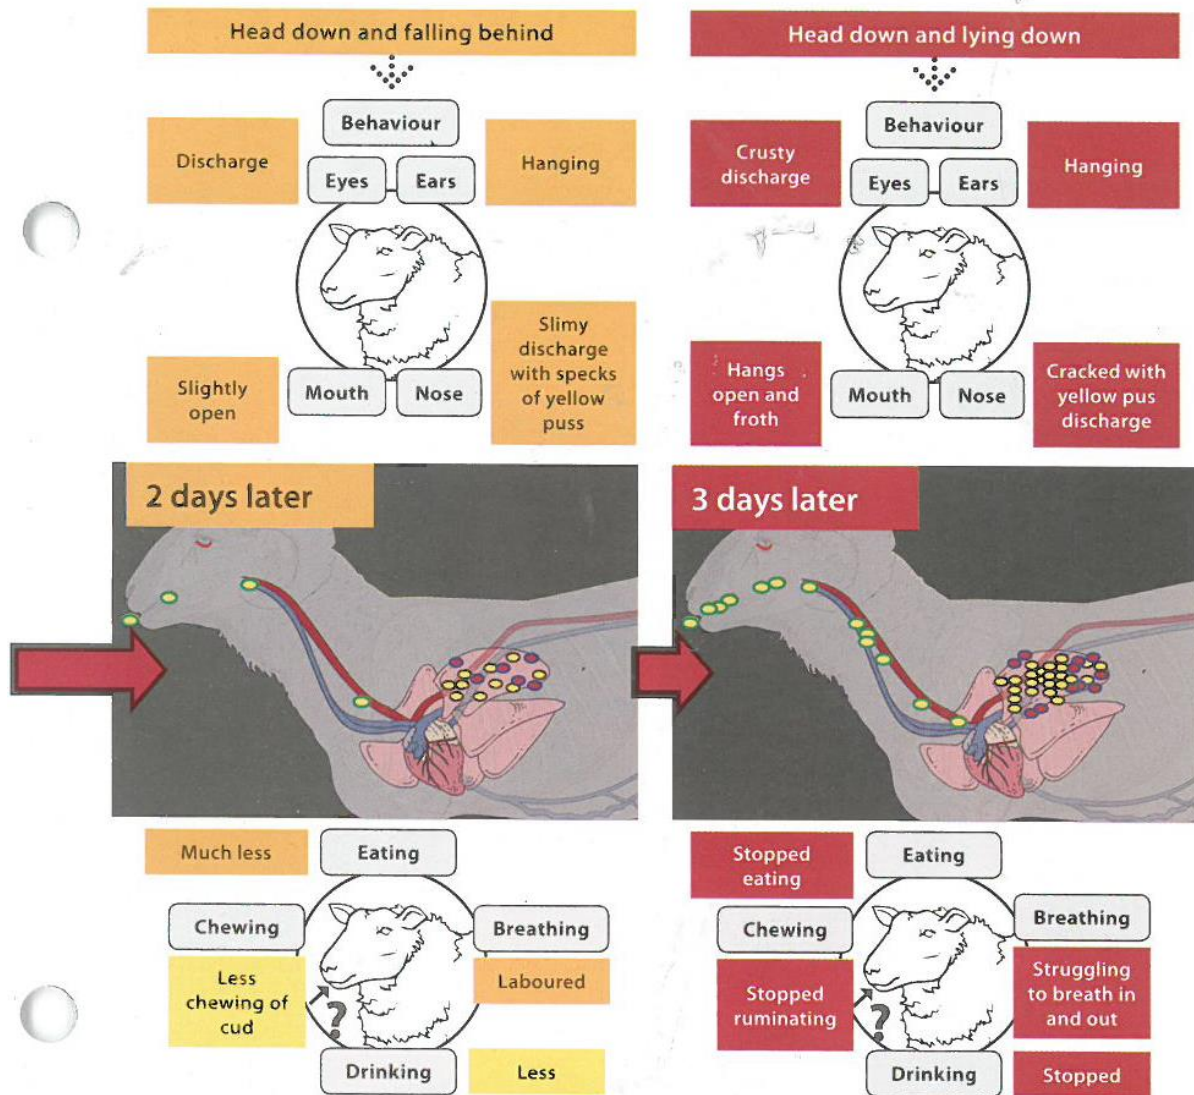 Head down and falling behind
Head down and lying down
Behaviour
Discharge
Hanging
Eyes
Ears
Behaviour
Crusty
discharge
Hanging
Eyes
Ears
Slightly
open
Slimy
discharge
with specks
of yellow
puss
Mouth
Nose
Hangs
open and
froth
Cracked with
yellow pus
discharge
Mouth
Nose
2 days later
3 days later
Much less
Eating
Chewing
Breathing
Less
chewing of
cud
Laboured
?
Drinking
Less
Stopped
eating
Eating
Chewing
Breathing
Stopped
ruminating
Struggling
to breath in
and out
?
Drinking
Stopped